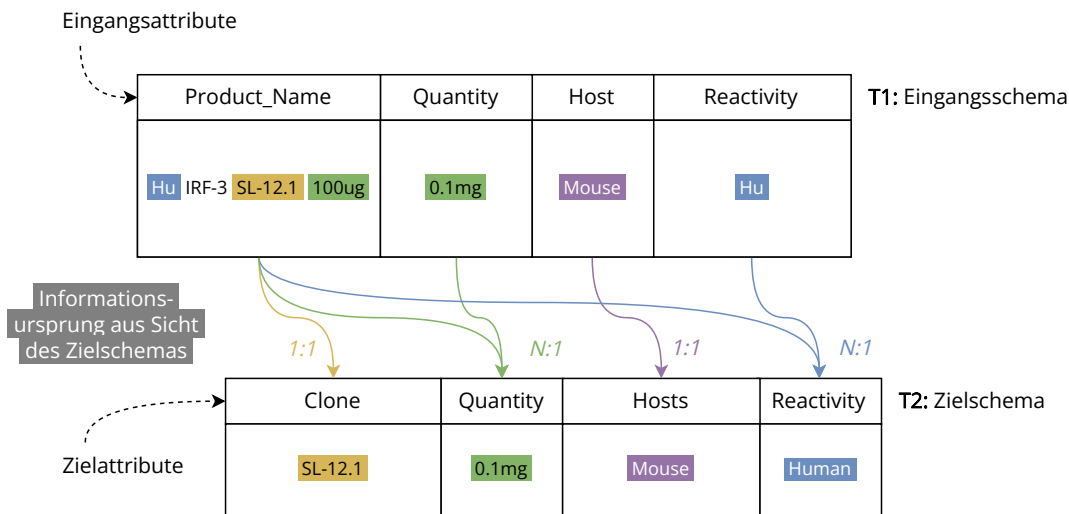 Eingangsattribute
Product_Name Quantity Host Reactivity
T1: Eingangsschema
Hu IRF-3 SL-12.1 100ug 0.1mg Mouse Hu
Informations-
ursprung aus Sicht
des Zielschemas
1:1 N:1 1:1 N:1
Clone Quantity Hosts Reactivity
T2: Zielschema
Zielattribute
SL-12.1 0.1mg Mouse Human